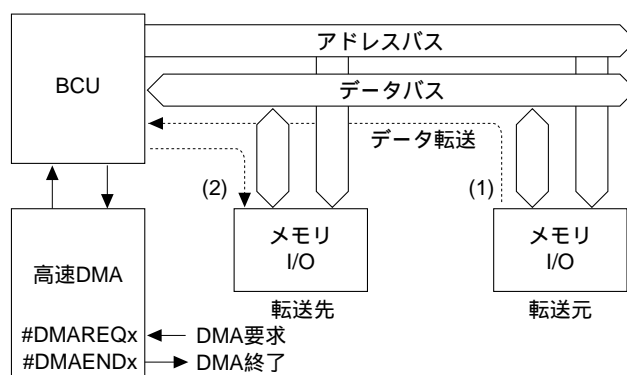 アドレスバス
BCU
データバス
データ転送
(2)
(1)
メモリ
I/O
メモリ
I/O
高速DMA
転送先
転送元
#DMAREQx
DMA要求
#DMAENDx
DMA終了